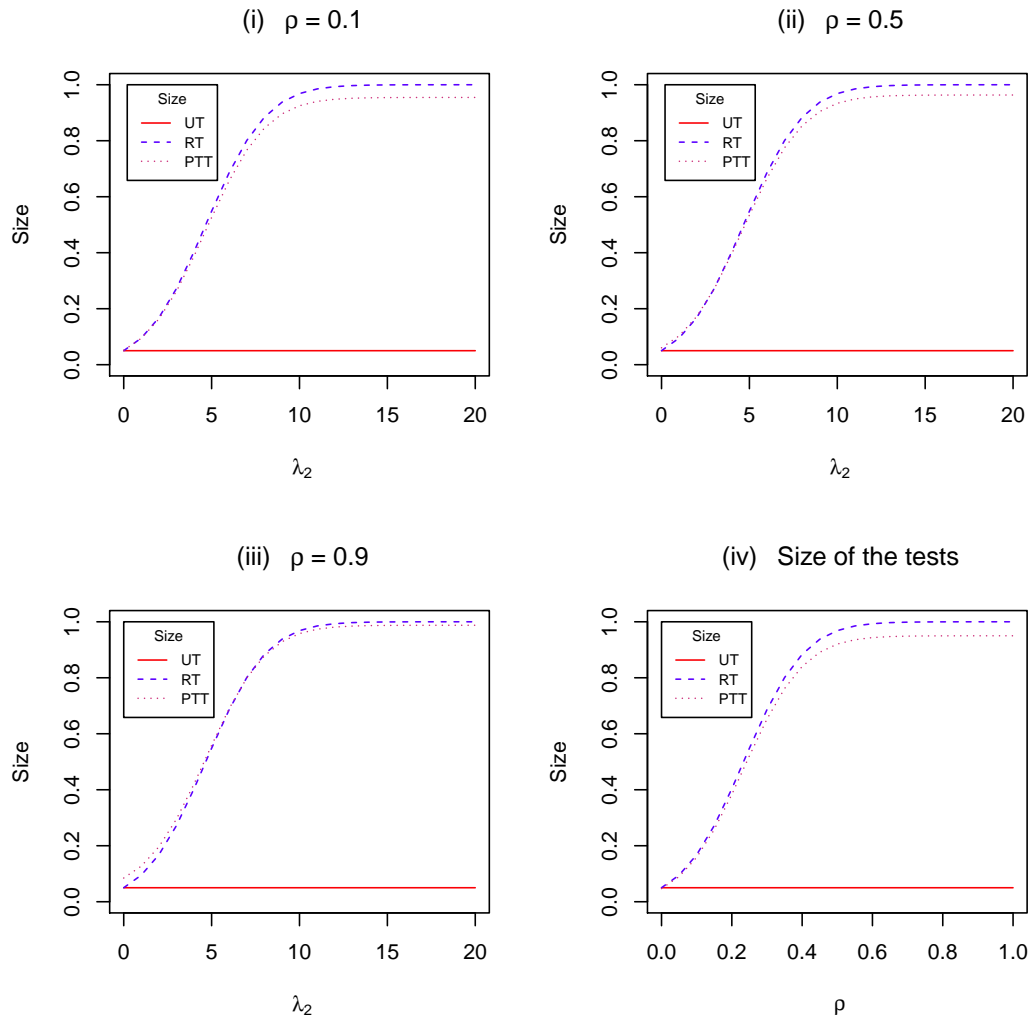 (i) ρ = 0.1
Size
1.0
0.8
0.6
0.4
0.2
0.0
Size
UT
RT
PTT
0 5 10 15 20
λ2
(ii) ρ = 0.5
Size
1.0
0.8
0.6
0.4
0.2
0.0
Size
UT
RT
PTT
0 5 10 15 20
λ2
(iii) ρ = 0.9
Size
1.0
0.8
0.6
0.4
0.2
0.0
Size
UT
RT
PTT
0 5 10 15 20
λ2
(iv) Size of the tests
Size
1.0
0.8
0.6
0.4
0.2
0.0
Size
UT
RT
PTT
0.0 0.2 0.4 0.6 0.8 1.0
ρ